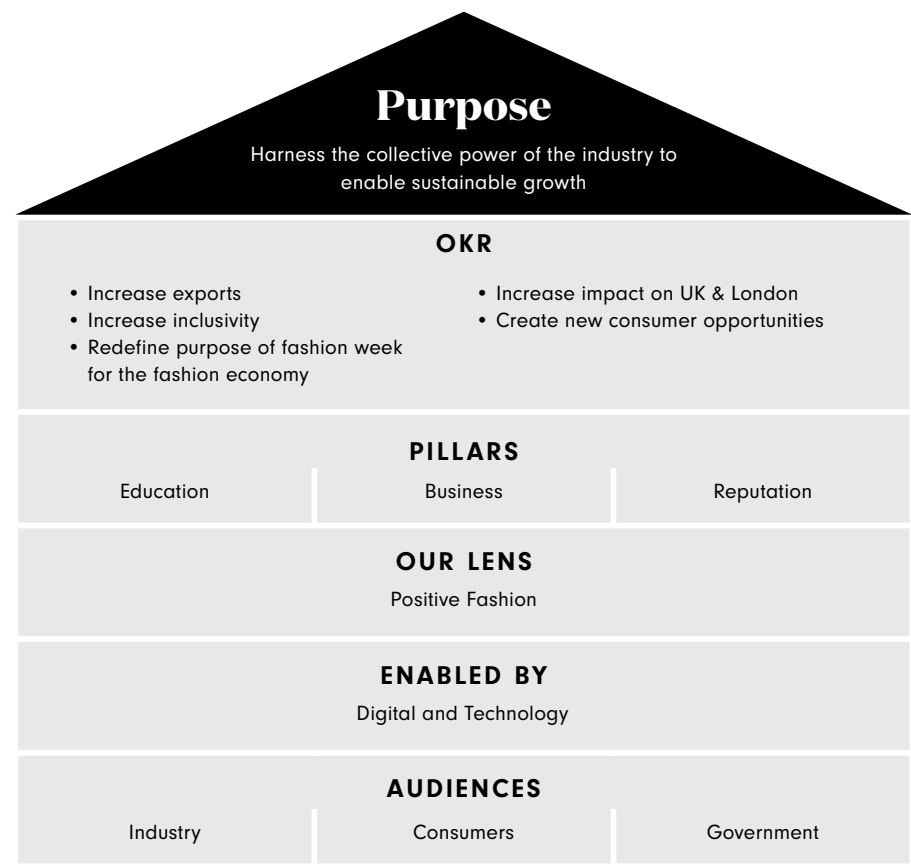 Purpose
Harness the collective power of the industry to
enable sustainable growth
OKR
• Increase exports
• Increase inclusivity
• Redefine purpose of fashion week
for the fashion economy
• Increase impact on UK & London
• Create new consumer opportunities
PILLARS
Education
Business
Reputation
OUR LENS
Positive Fashion
ENABLED BY
Digital and Technology
AUDIENCES
Industry
Consumers
Government